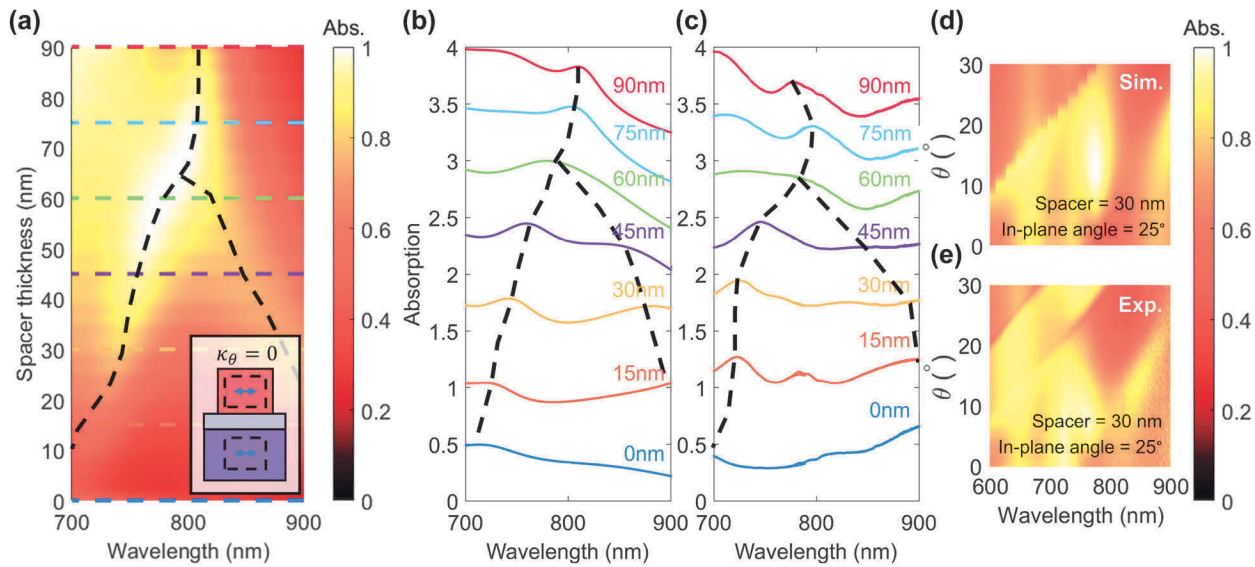 (a)
Abs.
1
0.8
0.6
0.4
0.2
0
Spacer thickness (nm)
90
80
70
60
50
40
30
20
10
0
κθ = 0
700
800
900
Wavelength (nm)
(b)
Absorption
4
3.5
3
2.5
2
1.5
1
0.5
0
90nm
75nm
60nm
45nm
30nm
15nm
0nm
700
800
900
Wavelength (nm)
(c)
4
3.5
3
2.5
2
1.5
1
0.5
0
90nm
75nm
60nm
45nm
30nm
15nm
0nm
700
800
900
Wavelength (nm)
(d)
θ (°)
30
20
10
0
Sim.
Spacer = 30 nm
In-plane angle = 25°
(e)
θ (°)
30
20
10
0
Exp.
Spacer = 30 nm
In-plane angle = 25°
600
700
800
900
Wavelength (nm)
Abs.
1
0.8
0.6
0.4
0.2
0